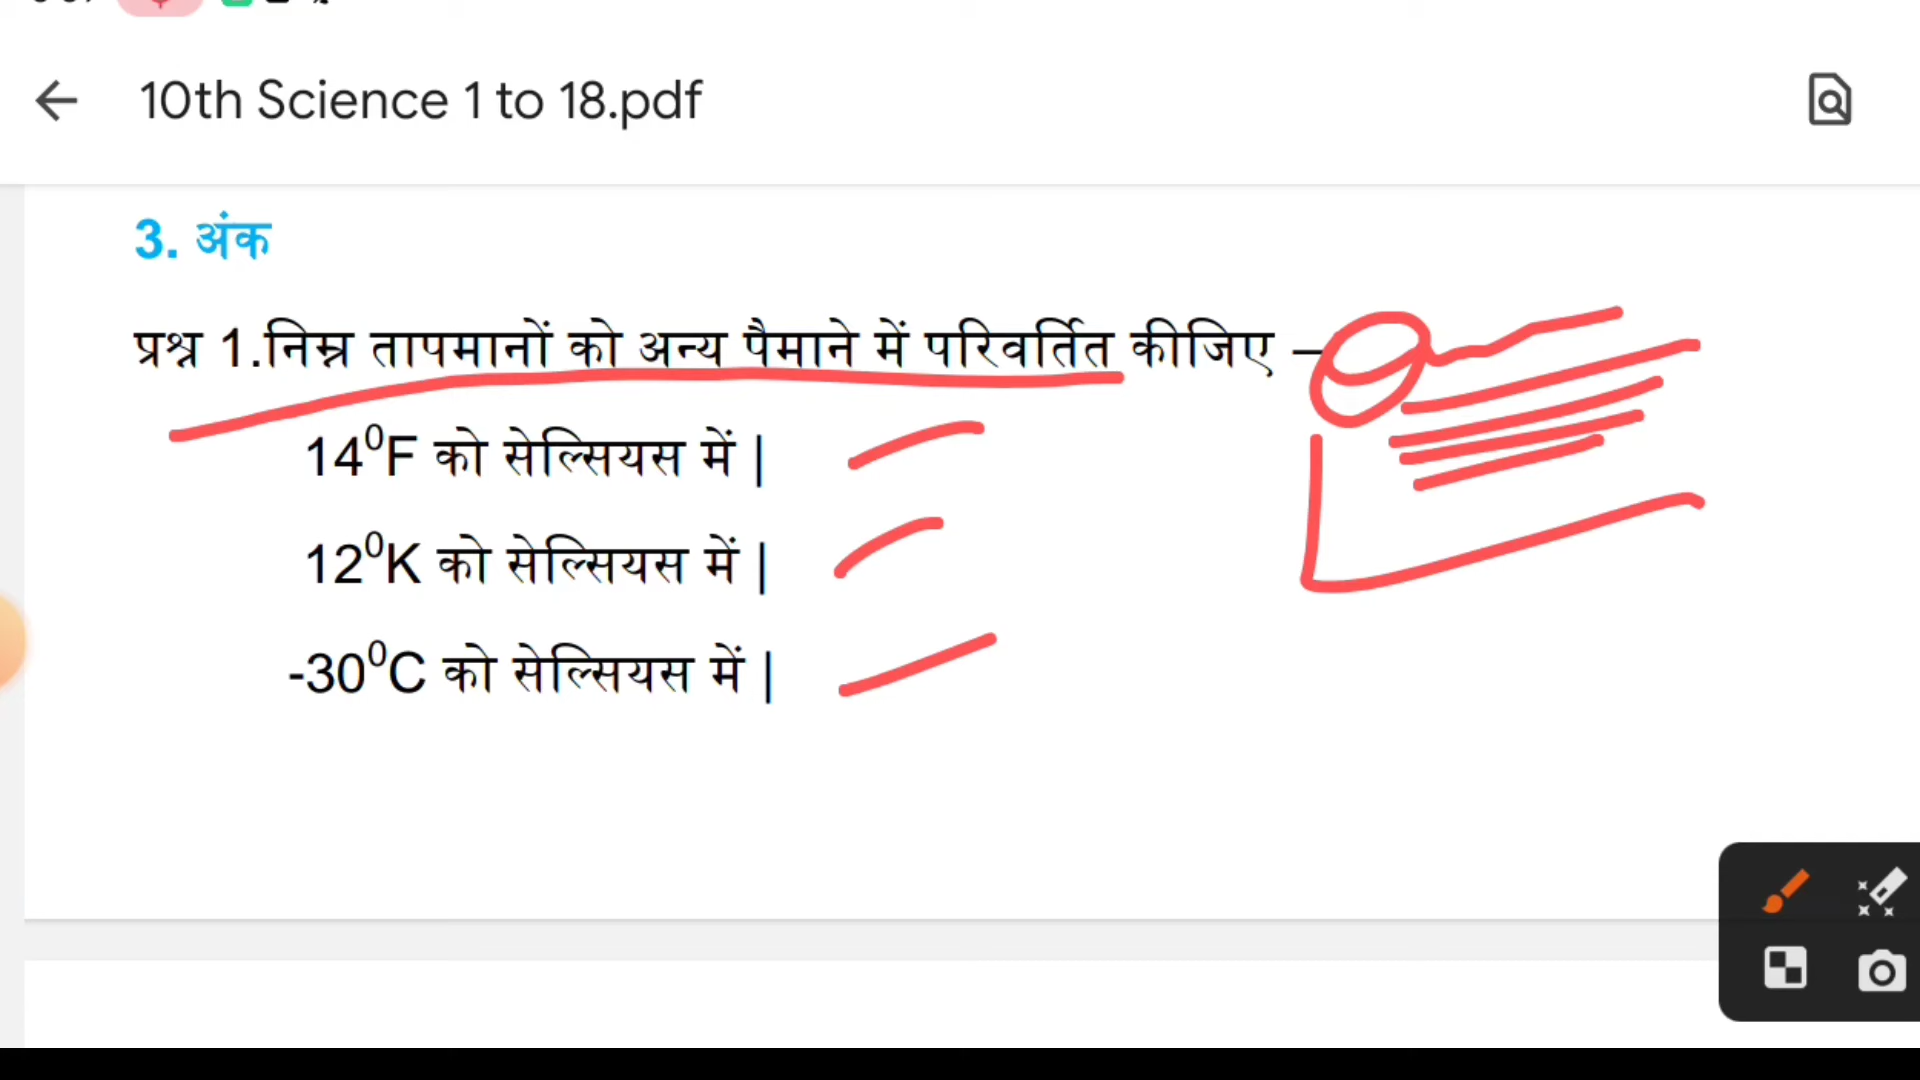 10th Science 1 to 18.pdf
3. अंक
प्रश्न 1.निम्न तापमानों को अन्य पैमाने में परिवर्तित कीजिए –
14⁰F को सेल्सियस में |
12⁰K को सेल्सियस में |
-30⁰C को सेल्सियस में |